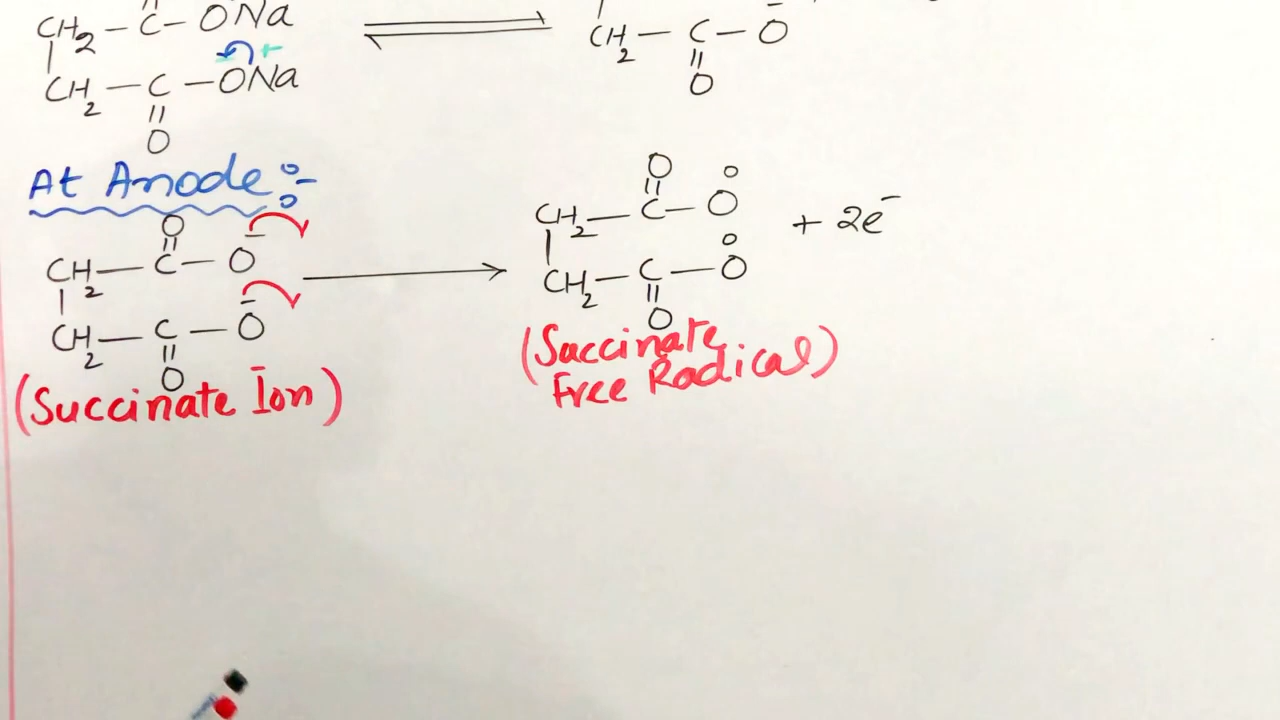 CH2 – C – ONa ⇌ CH2 – C – O
|| 
O
+
CH2 – C – ONa
||
O
At Anode :-
O O
|| ||
CH2 – C – O⁻ → CH2 – C – O° + 2e⁻
| |
CH2 – C – O⁻ CH2 – C – O°
|| ||
O O
(Succinate Ion) (Succinate
Free Radical)